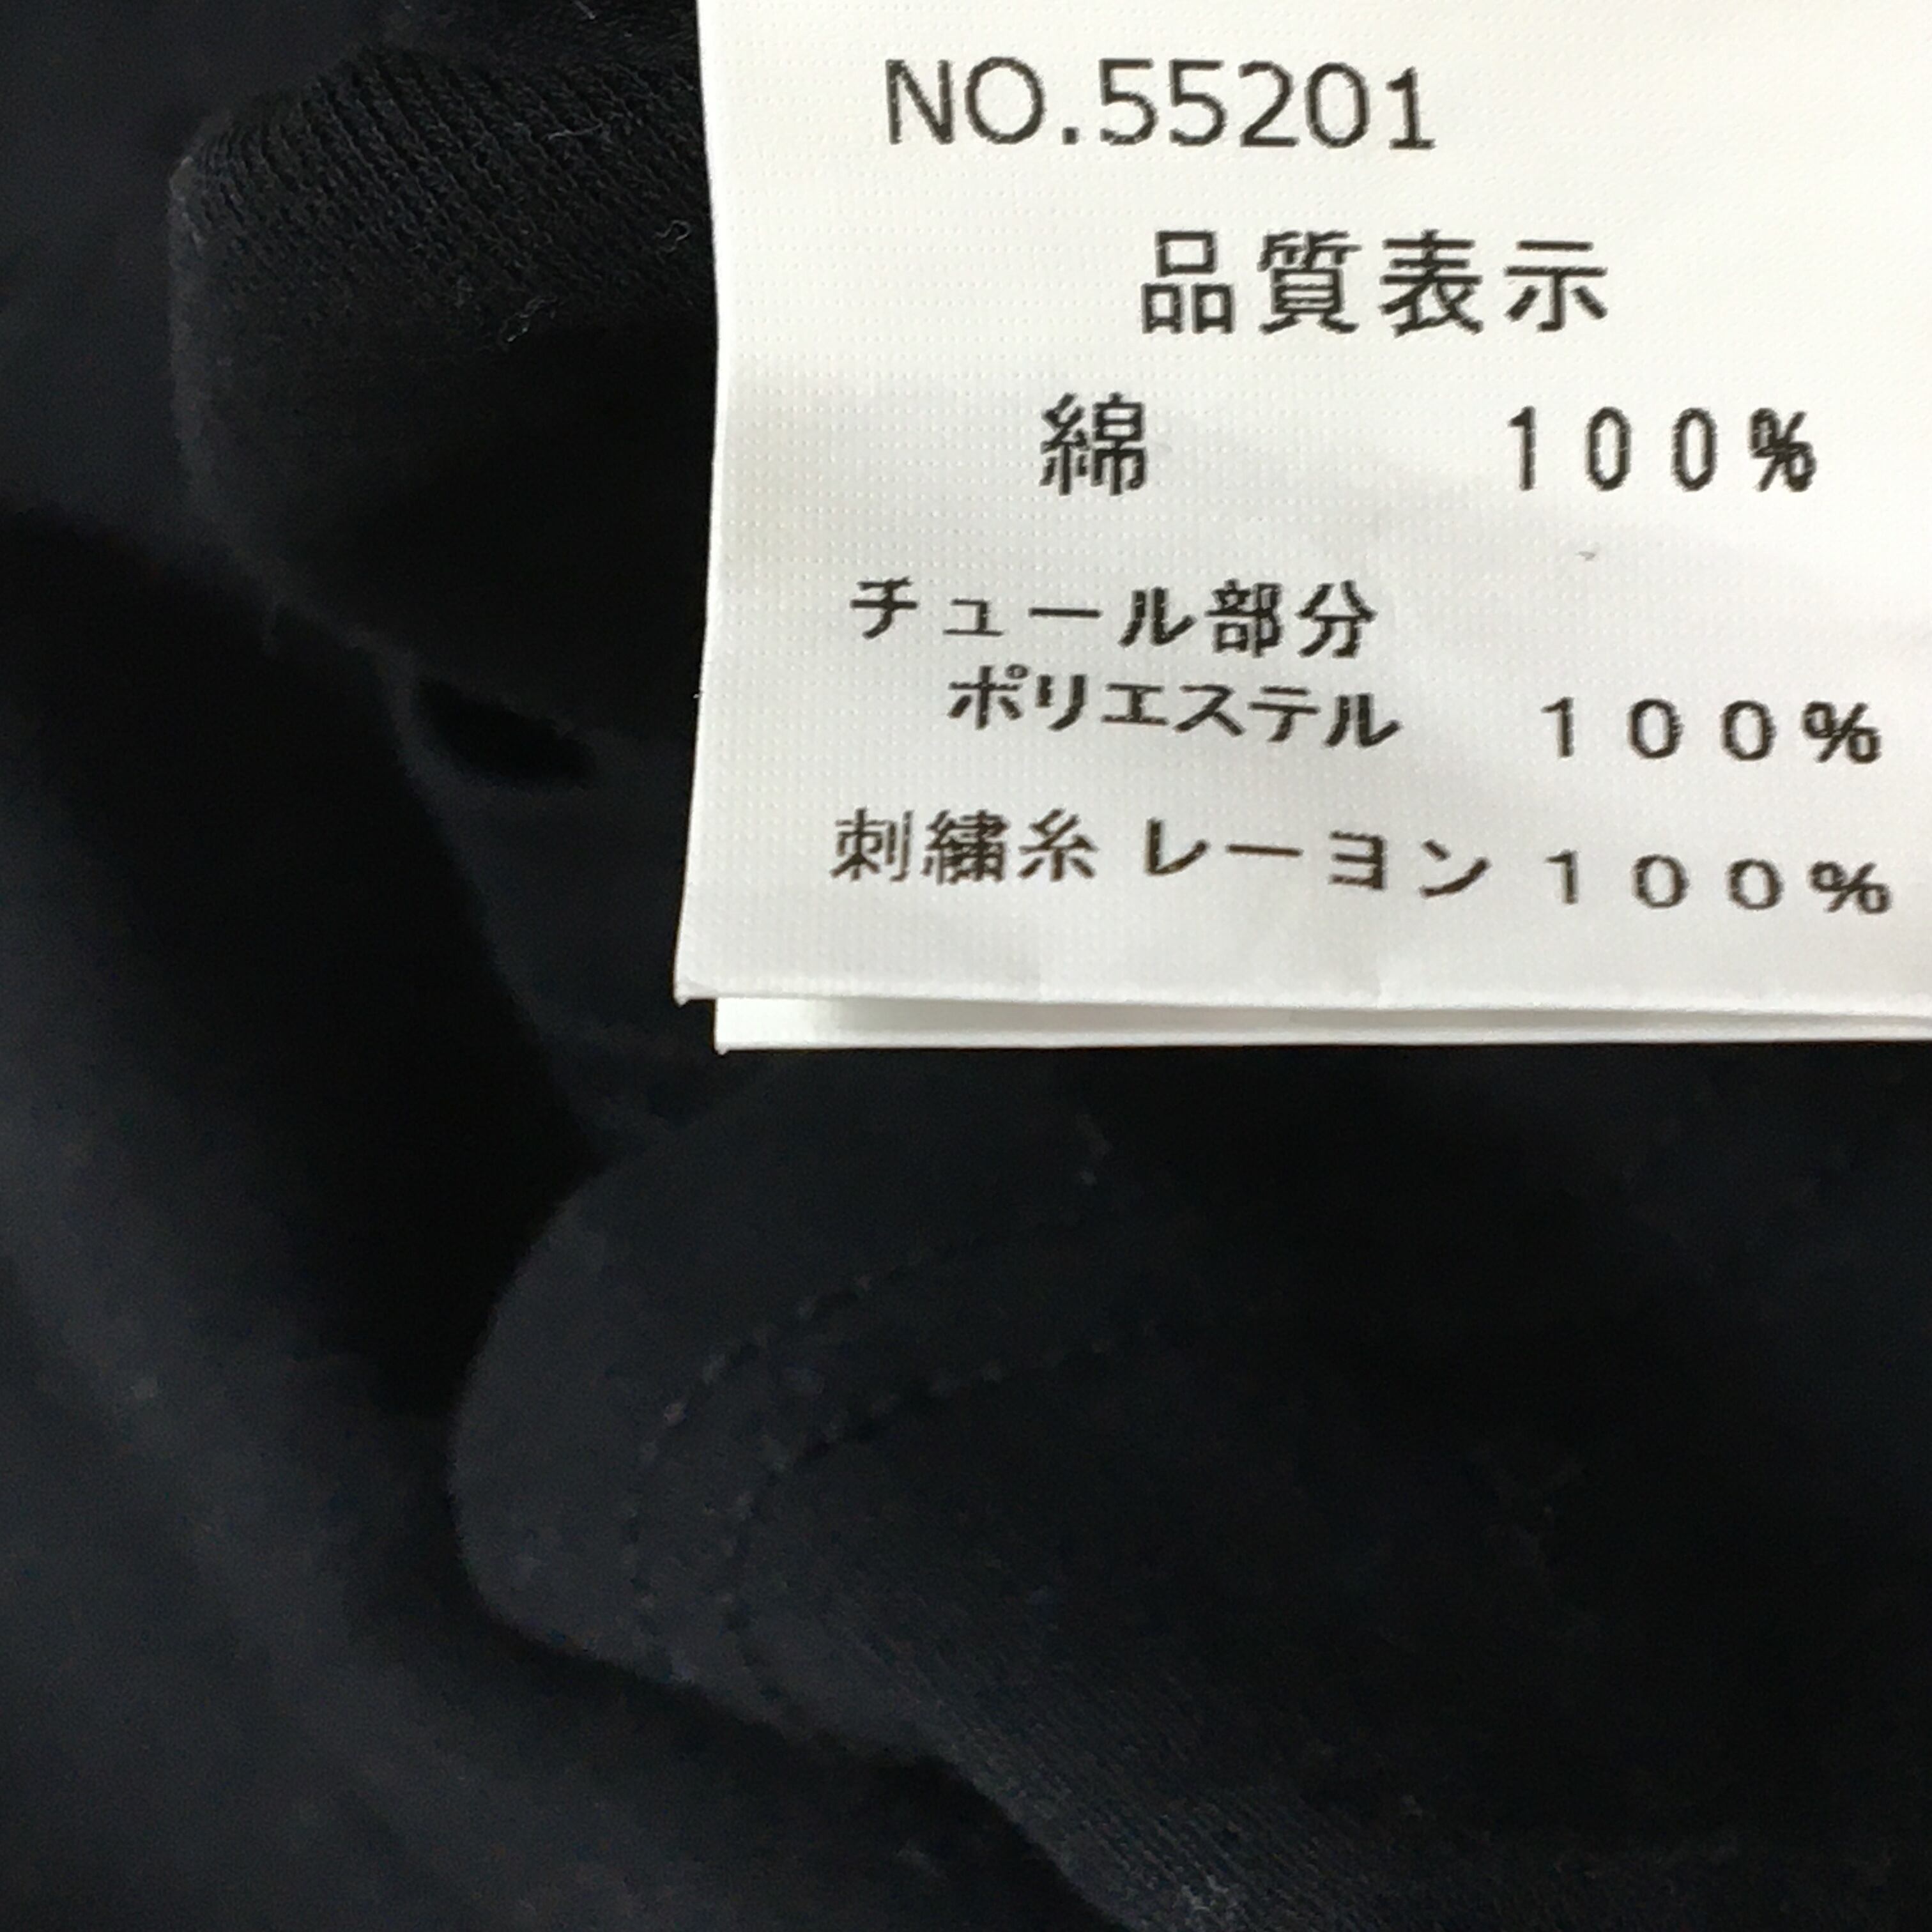 NO.55201
品質表示
綿 100%
チュール部分
ポリエステル 100%
刺繍糸 レーヨン 100%